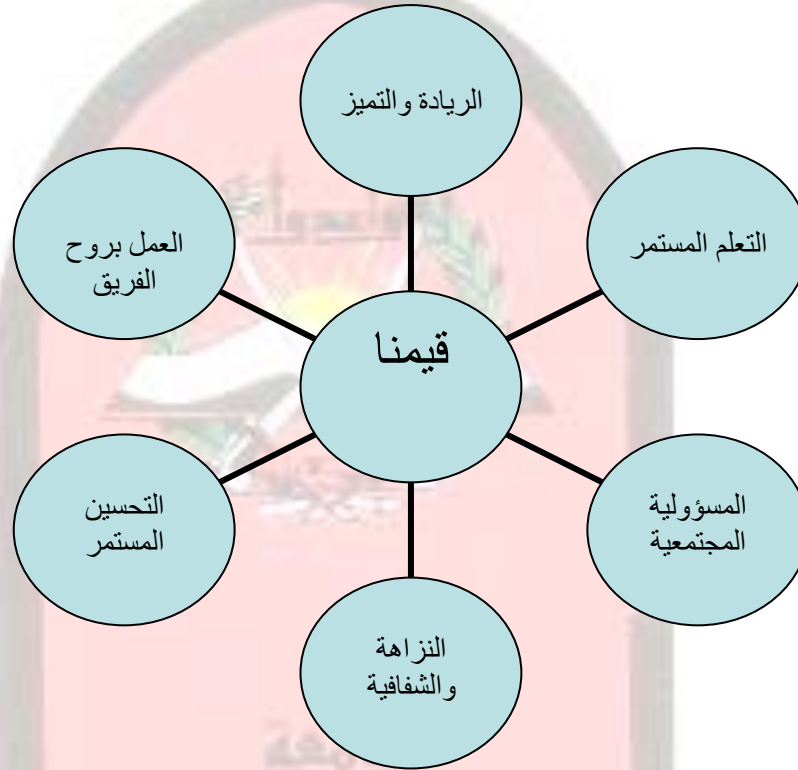 الريادة والتميز
التعلم المستمر
العمل بروح
الفريق
قيمنا
المسؤولية
المجتمعية
التحسين
المستمر
النزاهة
والشفافية